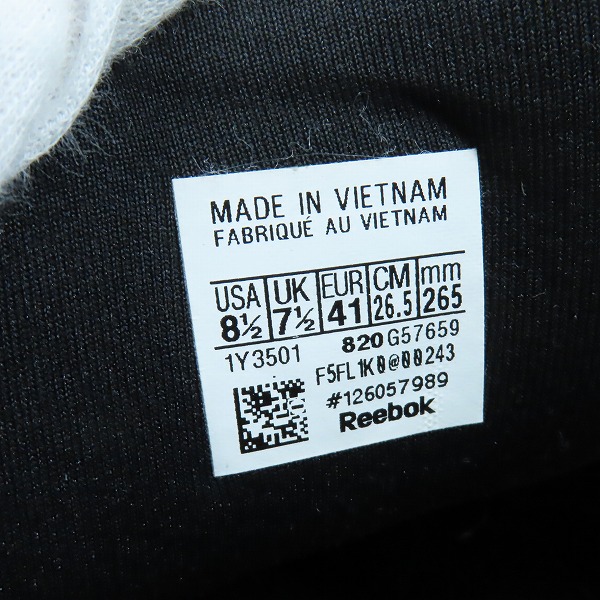 MADE IN VIETNAM
FABRIQUÉ AU VIETNAM
USA UK EUR CM mm
8½ 7½ 41 26.5 265
1Y3501 820 G57659
F5FL1K0@00243
#126057989
Reebok